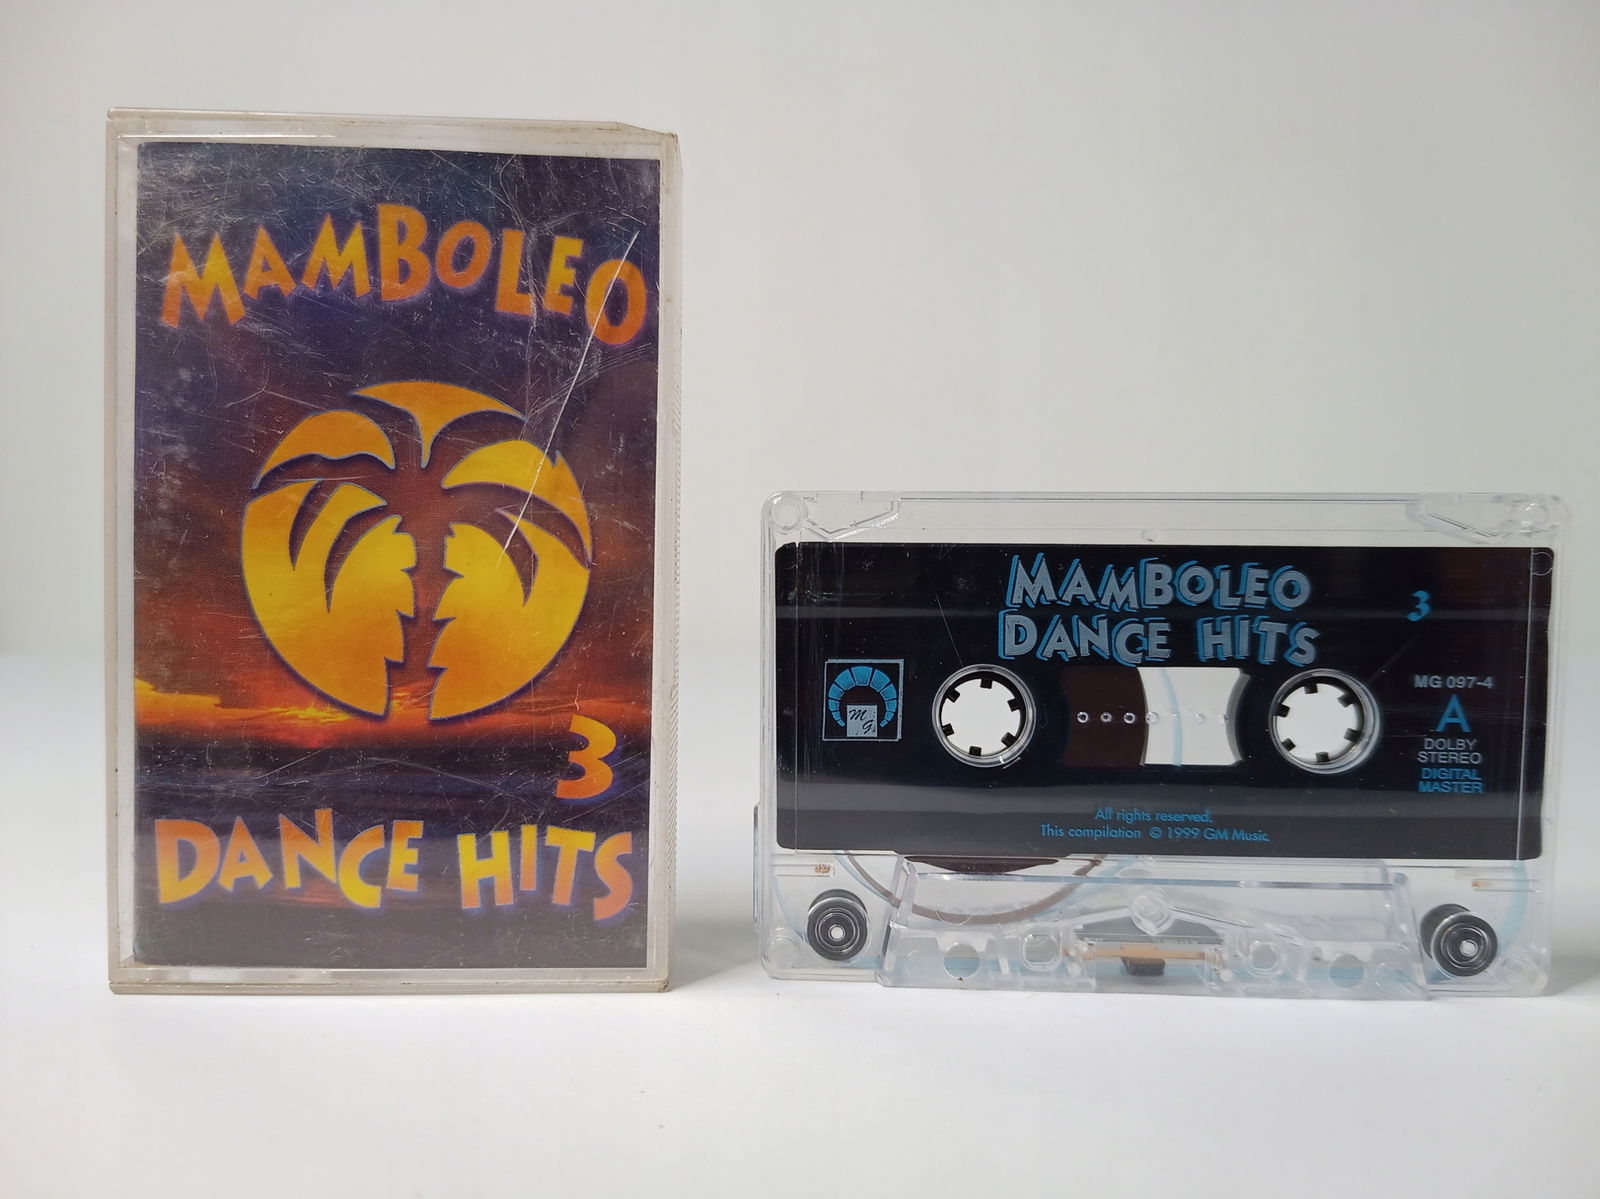 MAMBOLEO
3
DANCE HITS
MAMBOLEO
DANCE HITS
3
MG
MG 097-4
A
DOLBY
STEREO
DIGITAL
MASTER
All rights reserved.
This compilation © 1999 GM Music